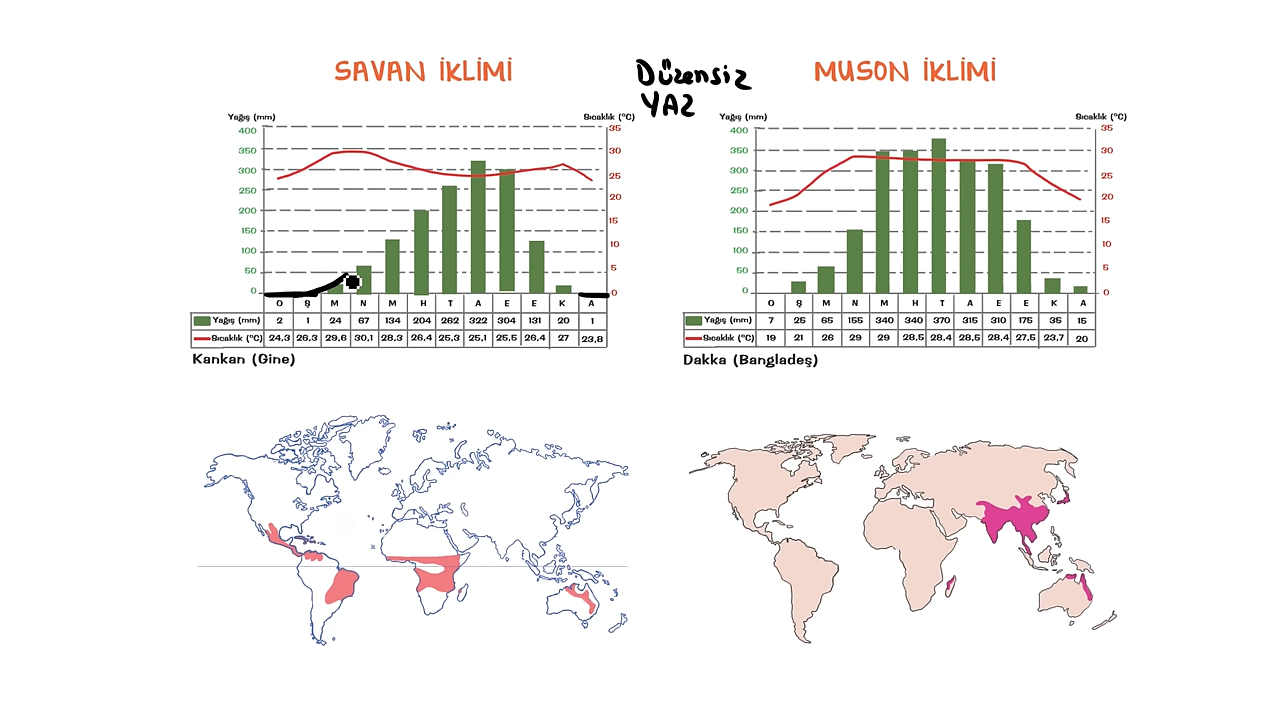 SAVAN İKLİMİ
Düzensiz
YAZ
MUSON İKLİMİ
Yağış (mm)
Sıcaklık (°C)
400
350
300
250
200
150
100
50
0
35
30
25
20
15
10
5
0
O Ş M N M H T A E E K A
Yağış (mm) 2 1 24 67 134 204 262 322 304 131 20 1
Sıcaklık (°C) 24,3 26,3 29,6 30,1 28,3 26.4 25,3 25,1 25.5 26.4 27 23,8
Kankan (Gine)
Yağış (mm)
Sıcaklık (°C)
400
350
300
250
200
150
100
50
0
35
30
25
20
15
10
5
0
O Ş M N M H T A E E K A
Yağış (mm) 7 25 65 155 340 340 370 315 310 175 35 15
Sıcaklık (°C) 19 21 26 29 29 28.5 28,4 28.5 28.4 27.5 23.7 20
Dakka (Bangladeş)